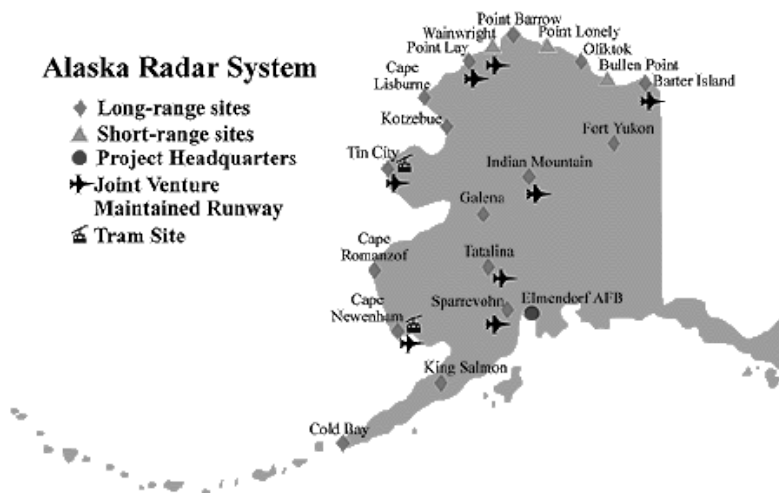 Alaska Radar System
Long-range sites
Short-range sites
Project Headquarters
Joint Venture
Maintained Runway
Tram Site
Point Barrow
Wainwright
Point Lonely
Point Lay
Oliktok
Cape
Lisburne
Bullen Point
Barter Island
Kotzebue
Fort Yukon
Tin City
Indian Mountain
Galena
Cape
Romanzof
Tatalina
Cape
Newenham
Sparrevohn
Elmendorf AFB
King Salmon
Cold Bay